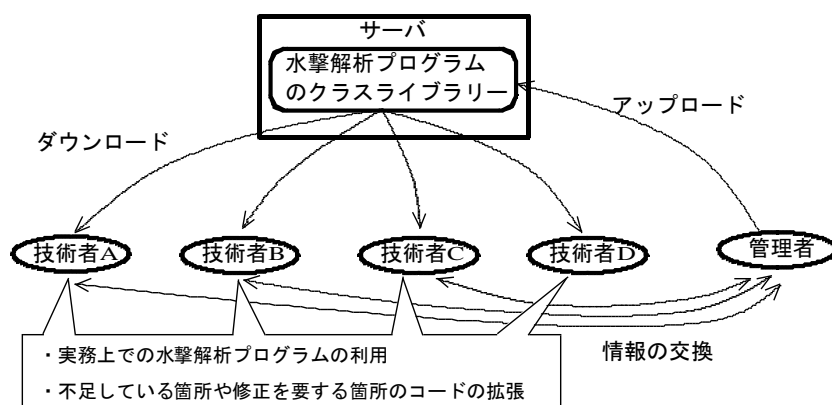 サーバ
水撃解析プログラム
のクラスライブラリー
アップロード
ダウンロード
技術者A
技術者B
技術者C
技術者D
管理者
・実務上での水撃解析プログラムの利用
・不足している箇所や修正を要する箇所のコードの拡張
情報の交換